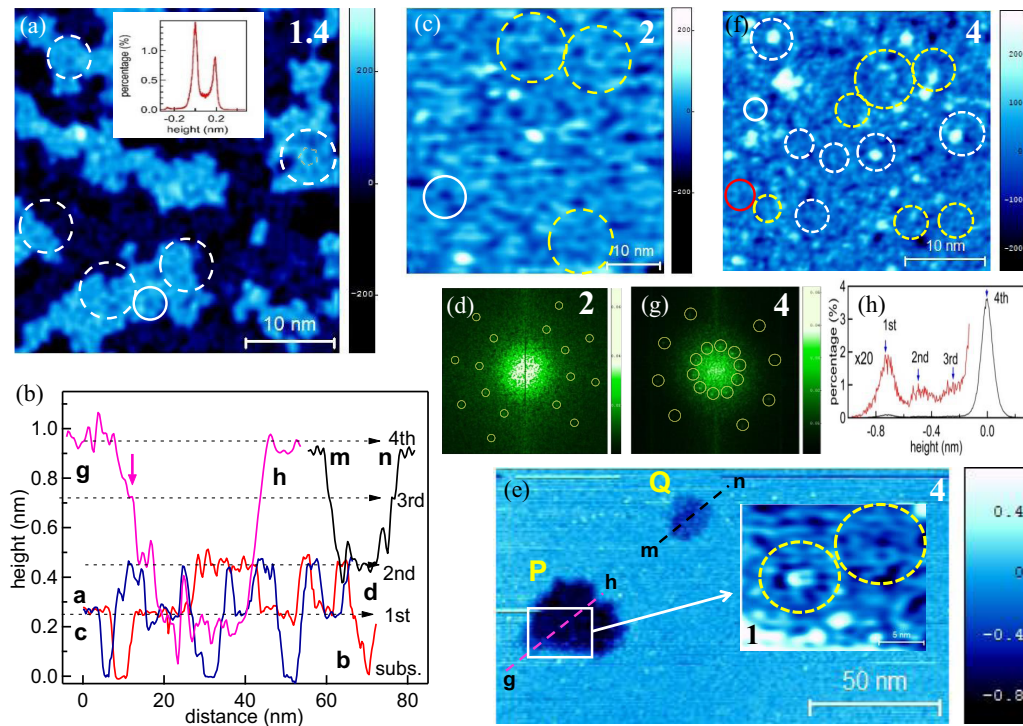 (a)
1.4
percentage (%)
1.0
0.5
0.0
-0.2
0.2
height (nm)
200
0
-200
10 nm
(c)
2
200
0
-200
10 nm
(f)
4
200
100
0
-100
-200
10 nm
(d)
2
(g)
4
(h)
percentage (%)
4
3
2
1
0
x20
1st
2nd
3rd
4th
-0.8
-0.4
0.0
height (nm)
(b)
height (nm)
1.0
0.8
0.6
0.4
0.2
0.0
g
h
m
n
4th
3rd
2nd
1st
subs.
a
c
d
b
0
20
40
60
80
distance (nm)
(e)
4
Q
n
m
P
h
g
1
5 nm
50 nm
0.4
0.0
-0.4
-0.8